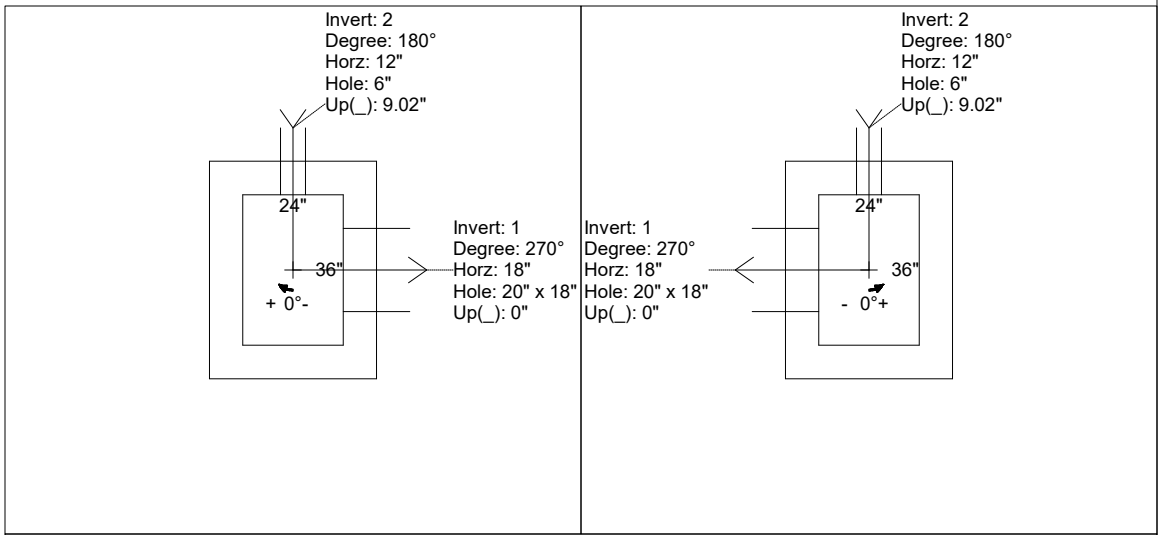 Invert: 2
Degree: 180°
Horz: 12"
Hole: 6"
Up(_): 9.02"
24"
36"
+ 0°-
Invert: 1
Degree: 270°
Horz: 18"
Hole: 20" x 18"
Up(_): 0"
Invert: 2
Degree: 180°
Horz: 12"
Hole: 6"
Up(_): 9.02"
Invert: 1
Degree: 270°
Horz: 18"
Hole: 20" x 18"
Up(_): 0"
24"
36"
- 0°+